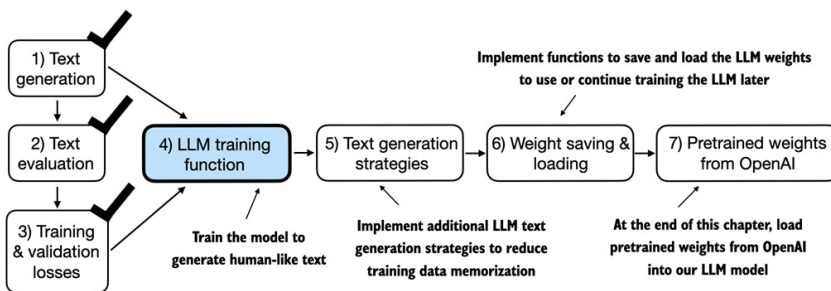 1) Text
generation
2) Text
evaluation
3) Training
& validation
losses
4) LLM training
function
Train the model to
generate human-like text
5) Text generation
strategies
Implement additional LLM text
generation strategies to reduce
training data memorization
Implement functions to save and load the LLM weights
to use or continue training the LLM later
6) Weight saving &
loading
7) Pretrained weights
from OpenAI
At the end of this chapter, load
pretrained weights from OpenAI
into our LLM model